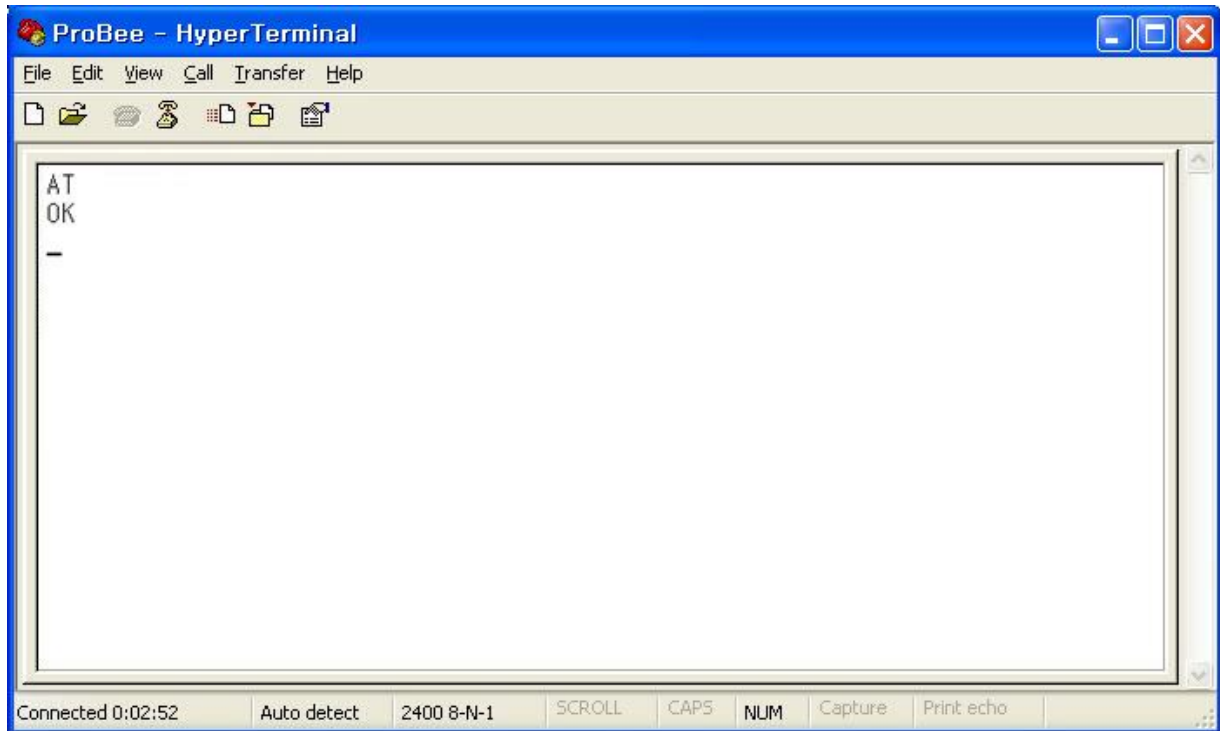 ProBee - HyperTerminal
File Edit View Call Transfer Help
AT
OK
Connected 0:02:52 Auto detect 2400 8-N-1 SCROLL CAPS NUM Capture Print echo